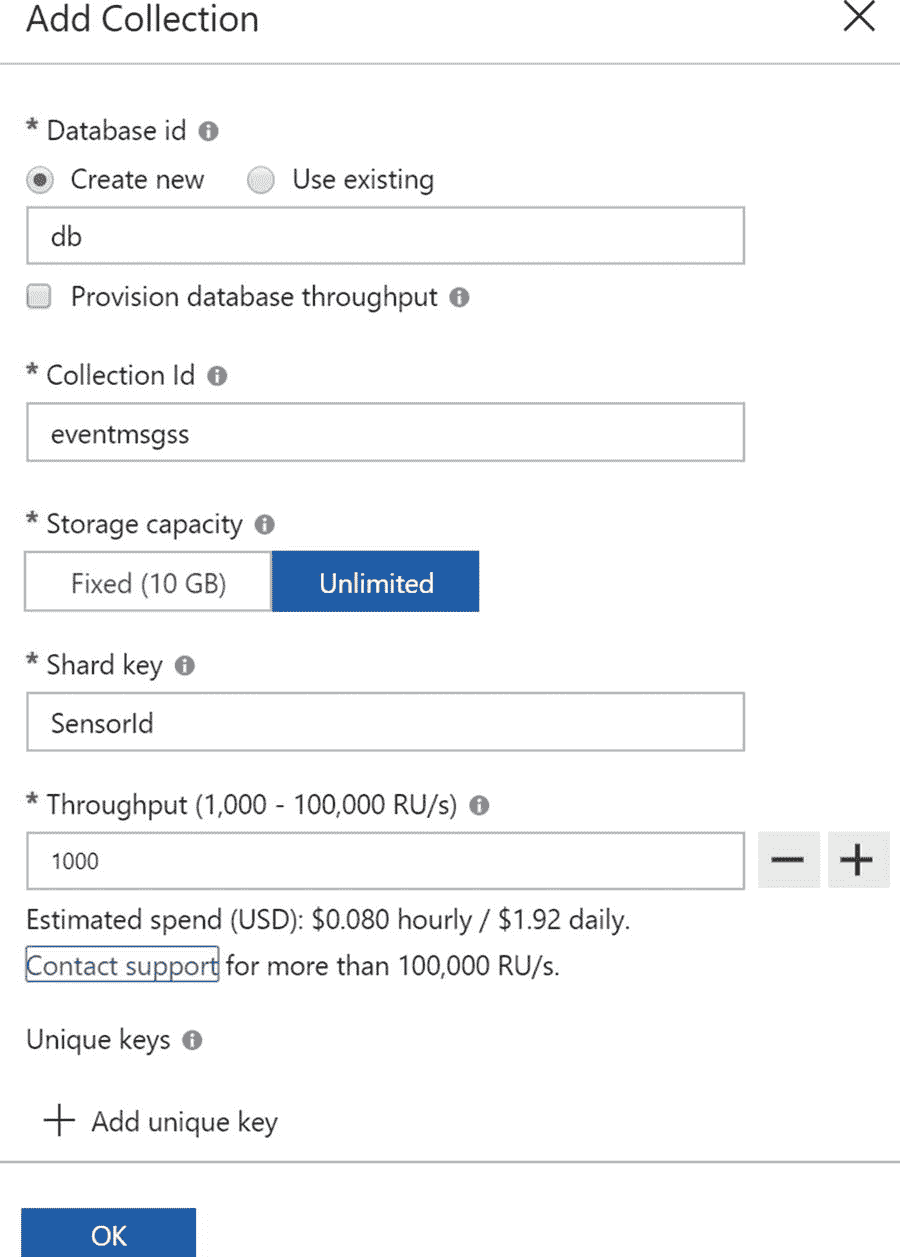 Add Collection
* Database id
Create new Use existing
db
Provision database throughput
* Collection Id
eventmsgss
* Storage capacity
Fixed (10 GB) Unlimited
* Shard key
SensorId
* Throughput (1,000 - 100,000 RU/s)
1000
Estimated spend (USD): $0.080 hourly / $1.92 daily.
Contact support for more than 100,000 RU/s.
Unique keys
Add unique key
OK